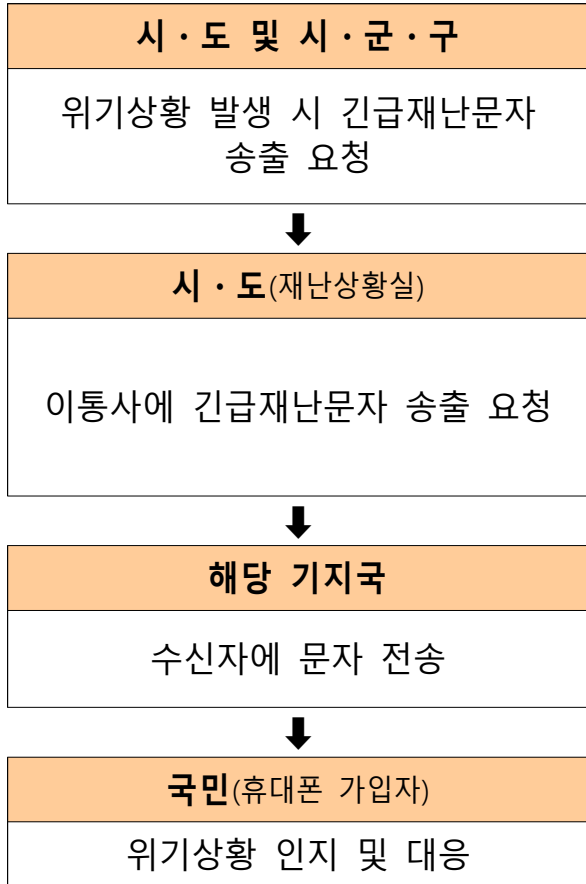 시·도 및 시·군·구
위기상황 발생 시 긴급재난문자
송출 요청
시·도(재난상황실)
이통사에 긴급재난문자 송출 요청
해당 기지국
수신자에 문자 전송
국민(휴대폰 가입자)
위기상황 인지 및 대응